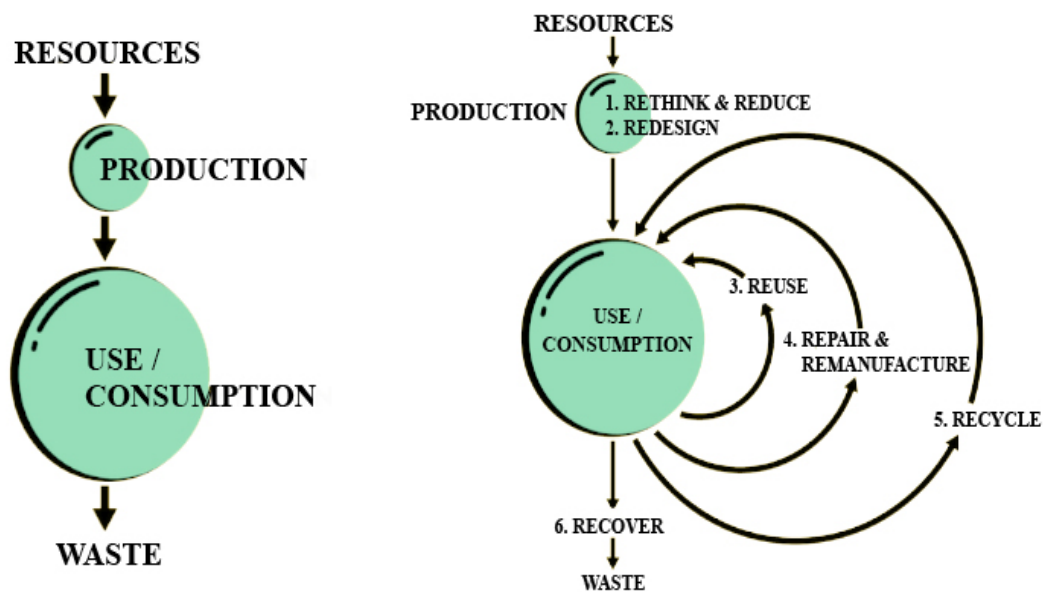 RESOURCES
PRODUCTION
USE /
CONSUMPTION
WASTE
RESOURCES
PRODUCTION
1. RETHINK & REDUCE
2. REDESIGN
USE /
CONSUMPTION
3. REUSE
4. REPAIR &
REMANUFACTURE
5. RECYCLE
6. RECOVER
WASTE